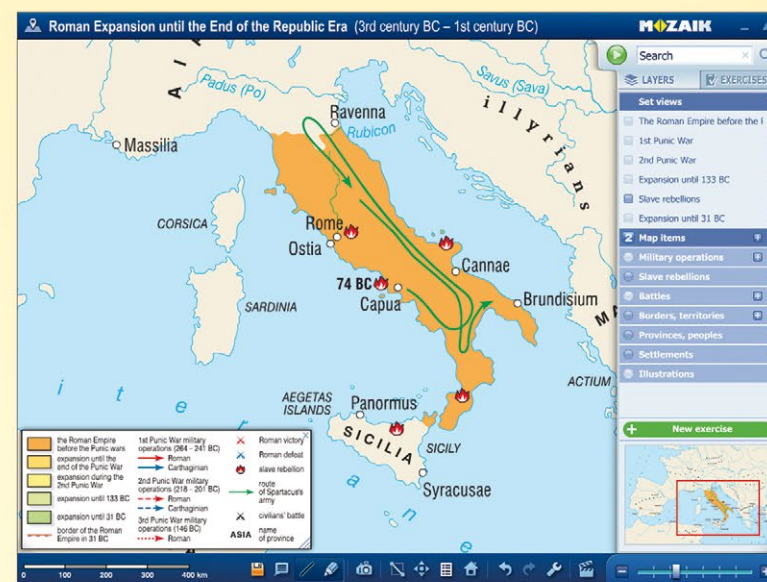 Roman Expansion until the End of the Republic Era (3rd century BC – 1st century BC)
MOZAIK
Search
LAYERS
EXERCISES
Set views
The Roman Empire before the
1st Punic War
2nd Punic War
Expansion until 133 BC
Slave rebellions
Expansion until 31 BC
Map items
Military operations
Slave rebellions
Battles
Borders, territories
Provinces, peoples
Settlements
Illustrations
New exercise
Padus (Po)
Savus (Sava)
illyrians
Ravenna
Rubicon
Massilia
CORSICA
Rome
Ostia
Cannae
74 BC
Capua
Brundisium
SARDINIA
ACTIUM
AEGETAS
ISLANDS
Panormus
SICILIA
SICILY
Syracusae
the Roman Empire
before the Punic wars
expansion until the
end of the Punic War
expansion during the
2nd Punic War
expansion until 133 BC
expansion until 31 BC
border of the Roman
Empire in 31 BC
1st Punic War military
operations (264 - 241 BC)
Roman
Carthaginian
2nd Punic War military
operations (218 - 201 BC)
Roman
Carthaginian
3rd Punic War military
operations (146 BC)
Roman
Roman victory
Roman defeat
slave rebellion
route
of Spartacus's
army
civilians' battle
ASIA name
of province
0 100 200 300 400 km